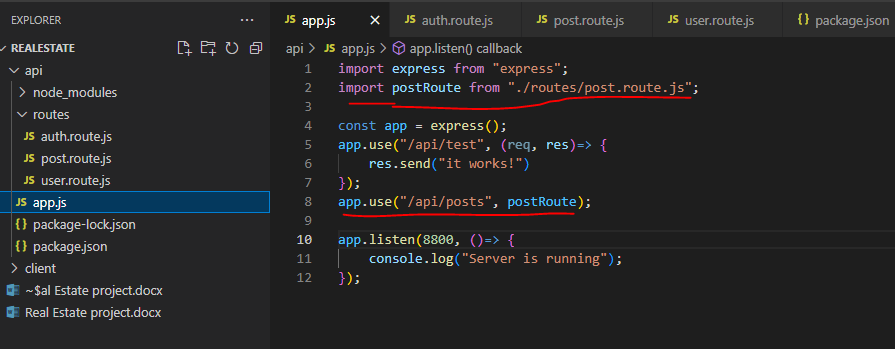 EXPLORER
REALESTATE
api
node_modules
routes
JS auth.route.js
JS post.route.js
JS user.route.js
JS app.js
{} package-lock.json
{} package.json
client
~$al Estate project.docx
Real Estate project.docx
JS app.js
JS auth.route.js
JS post.route.js
JS user.route.js
{} package.json
api > JS app.js > app.listen() callback
1 import express from "express";
2 import postRoute from "./routes/post.route.js";
3
4 const app = express();
5 app.use("/api/test", (req, res)=> {
6 res.send("it works!")
7 });
8 app.use("/api/posts", postRoute);
9
10 app.listen(8800, ()=> {
11 console.log("Server is running");
12 });